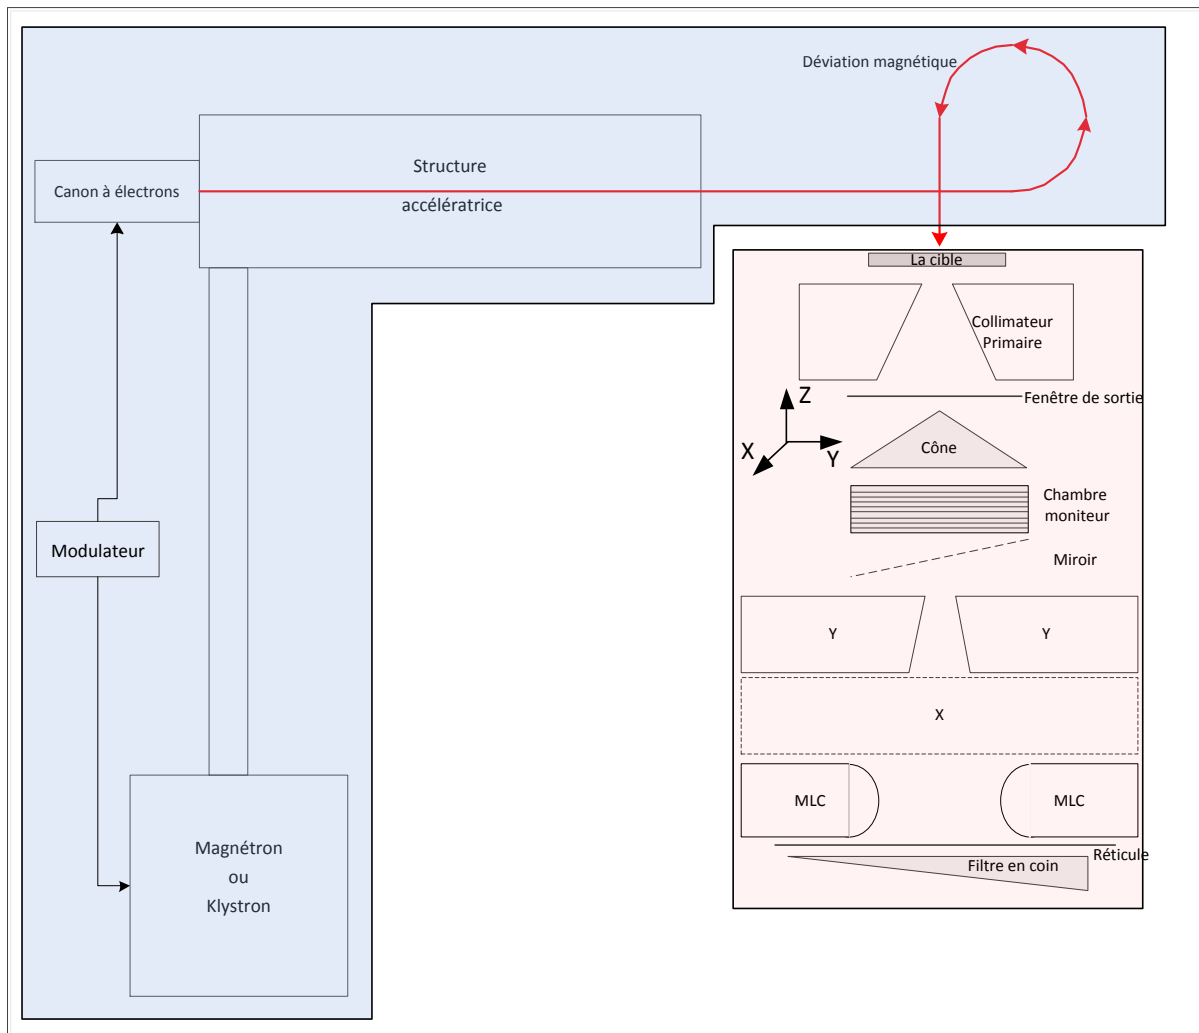 Déviation magnétique
Structure
accélératrice
Canon à électrons
La cible
Collimateur
Primaire
Fenêtre de sortie
Z
X
Y
Cône
Chambre
moniteur
Modulateur
Miroir
Y
Y
X
MLC
MLC
Réticule
Filtre en coin
Magnétron
ou
Klystron